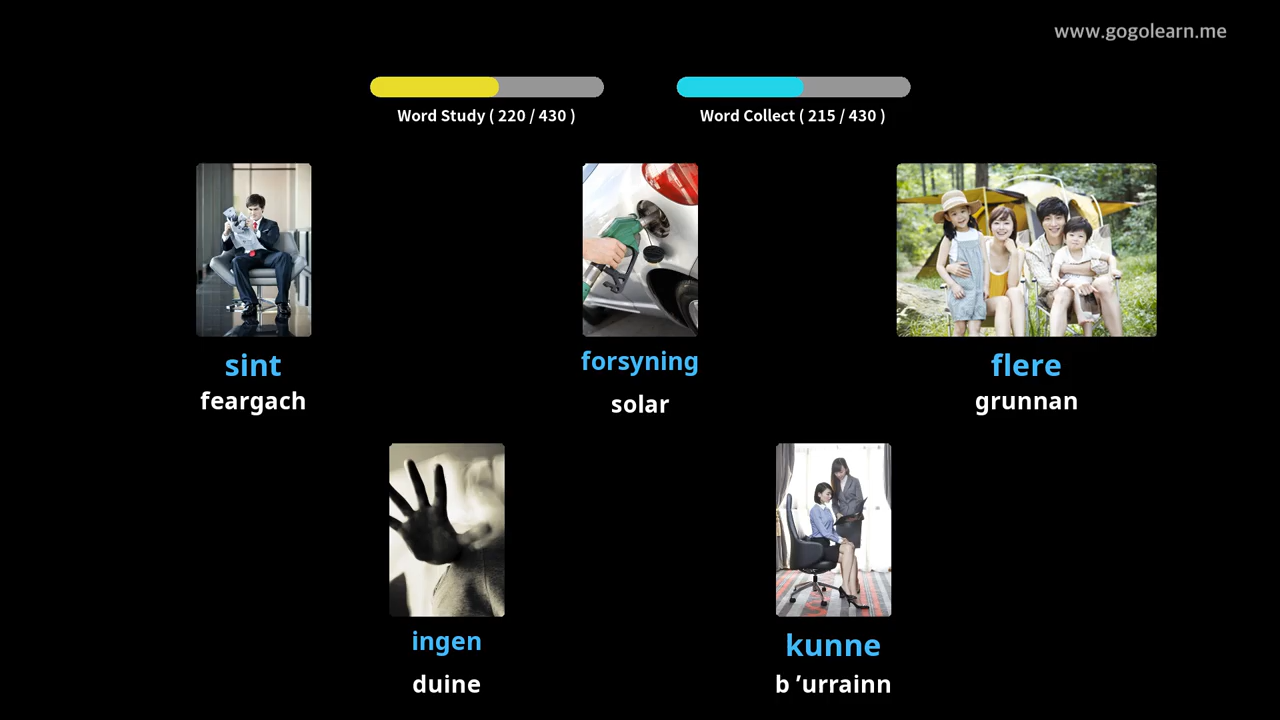 www.gogolearn.me
Word Study ( 220 / 430 )
Word Collect ( 215 / 430 )
sint
feargach
forsyning
solar
flere
grunnan
ingen
duine
kunne
b ’urrainn